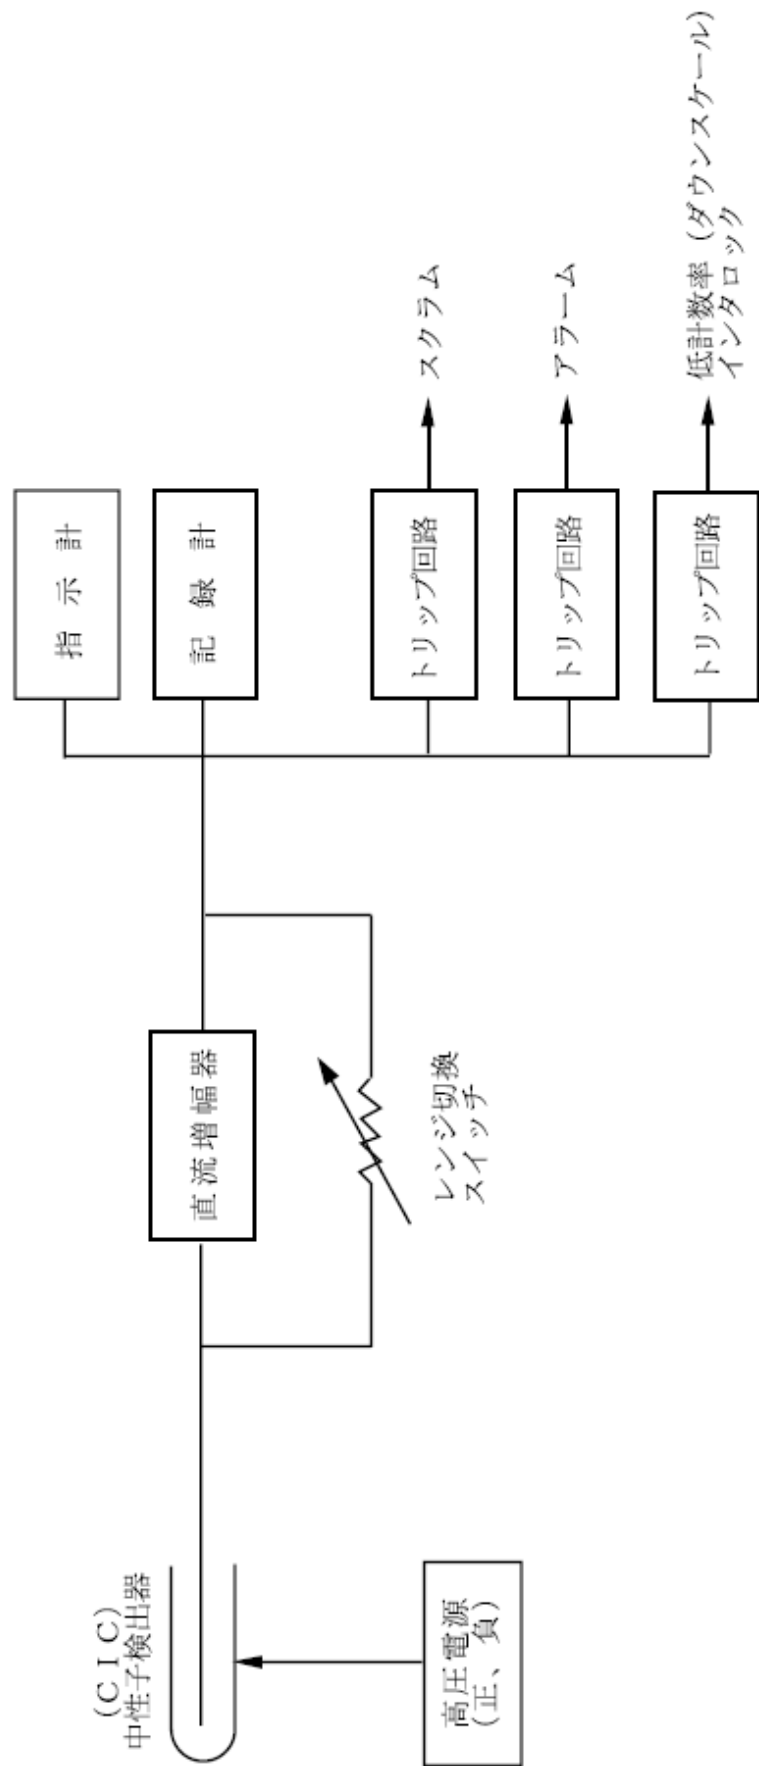 (CIC)
中性子検出器
高圧電源
(正、負)
直流増幅器
レンジ切換
スイッチ
指示計
記録計
トリップ回路
スクラム
トリップ回路
アラーム
トリップ回路
低計数率(ダウンスケール)
インタロック